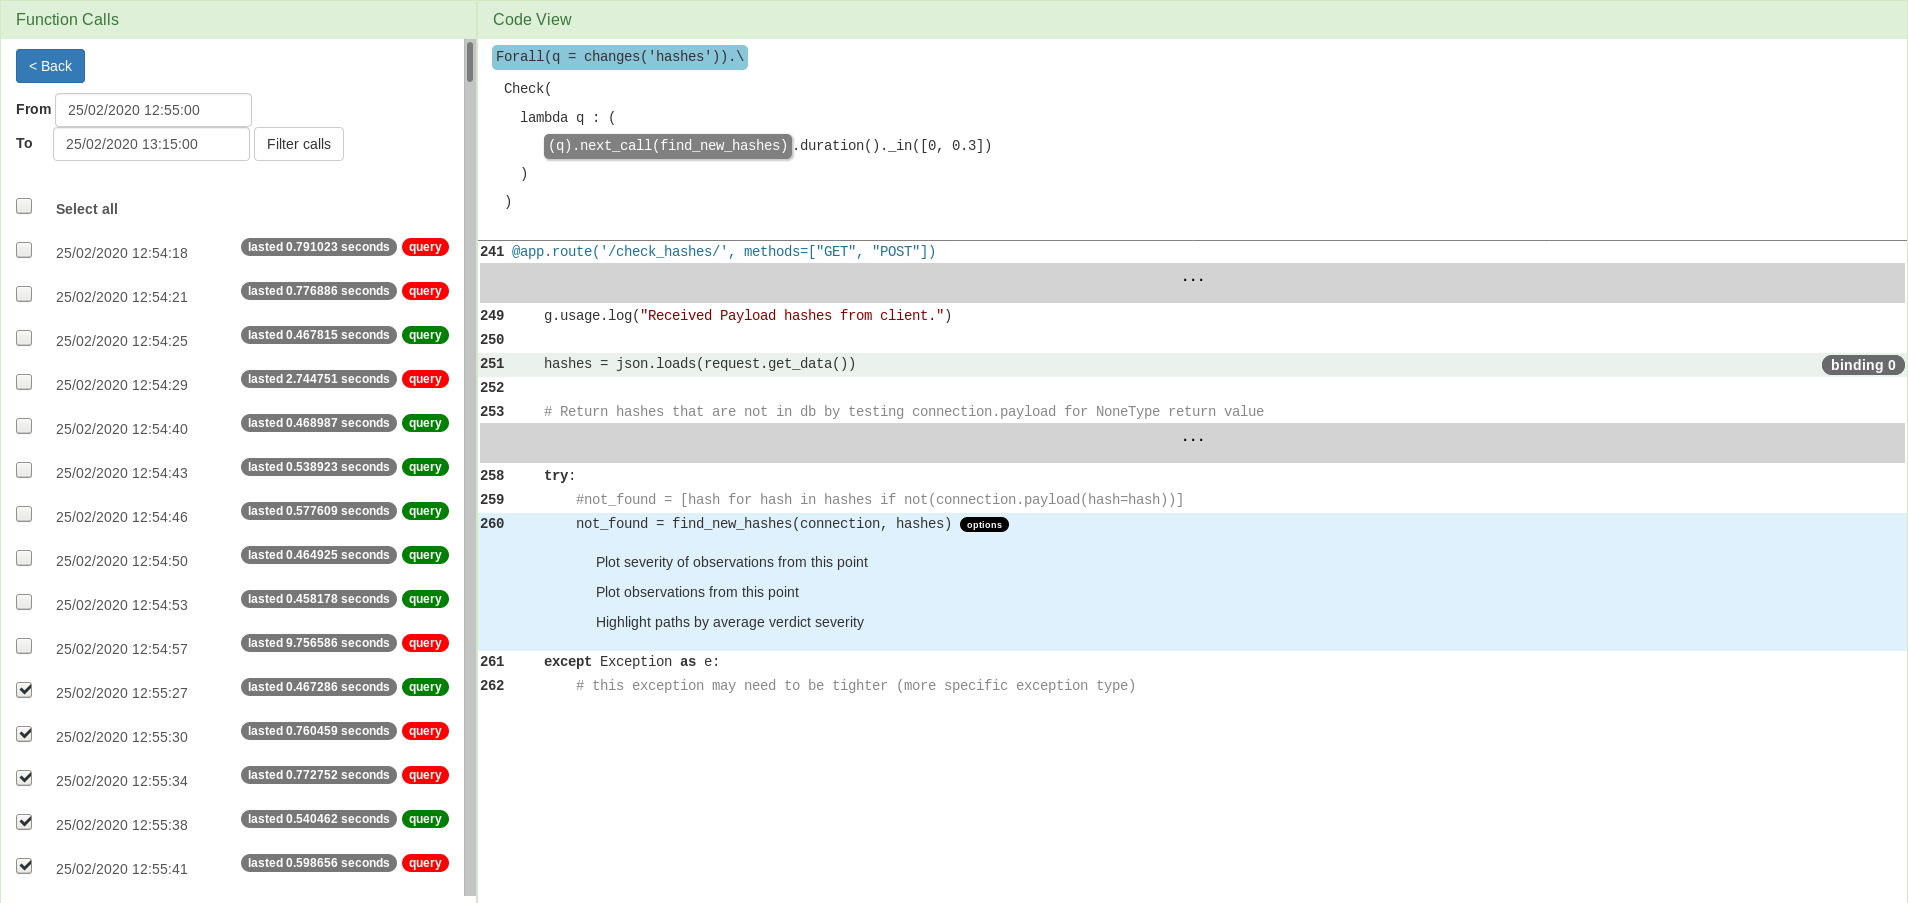 Function Calls
< Back
From 25/02/2020 12:55:00
To 25/02/2020 13:15:00 Filter calls
Select all
25/02/2020 12:54:18 lasted 0.791023 seconds query
25/02/2020 12:54:21 lasted 0.776886 seconds query
25/02/2020 12:54:25 lasted 0.467815 seconds query
25/02/2020 12:54:29 lasted 2.744751 seconds query
25/02/2020 12:54:40 lasted 0.468987 seconds query
25/02/2020 12:54:43 lasted 0.538923 seconds query
25/02/2020 12:54:46 lasted 0.577609 seconds query
25/02/2020 12:54:50 lasted 0.464925 seconds query
25/02/2020 12:54:53 lasted 0.458178 seconds query
25/02/2020 12:54:57 lasted 9.756586 seconds query
25/02/2020 12:55:27 lasted 0.467286 seconds query
25/02/2020 12:55:30 lasted 0.760459 seconds query
25/02/2020 12:55:34 lasted 0.772752 seconds query
25/02/2020 12:55:38 lasted 0.540462 seconds query
25/02/2020 12:55:41 lasted 0.598656 seconds query
Code View
Forall(q = changes('hashes')).\
Check(
lambda q : (
(q).next_call(find_new_hashes).duration()._in([0, 0.3])
)
)
241 @app.route('/check_hashes/', methods=["GET", "POST"])
...
249 g.usage.log("Received Payload hashes from client.")
250
251 hashes = json.loads(request.get_data()) binding 0
252
253 # Return hashes that are not in db by testing connection.payload for NoneType return value
...
258 try:
259 #not_found = [hash for hash in hashes if not(connection.payload(hash=hash))]
260 not_found = find_new_hashes(connection, hashes) options
Plot severity of observations from this point
Plot observations from this point
Highlight paths by average verdict severity
261 except Exception as e:
262 # this exception may need to be tighter (more specific exception type)